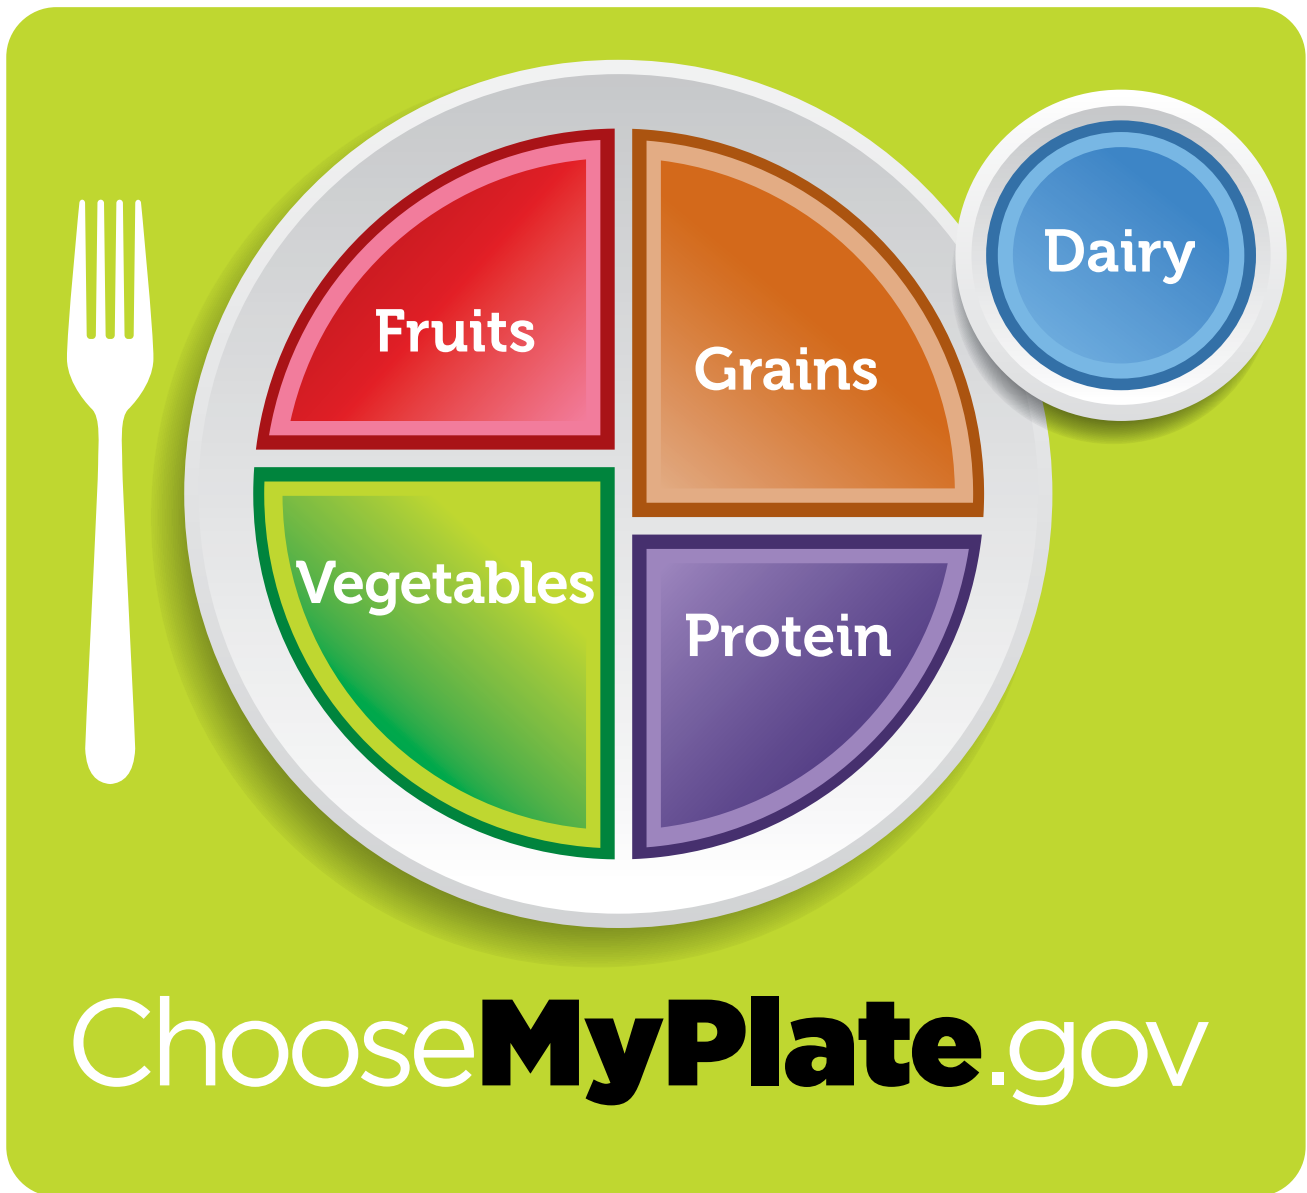 Fruits
Grains
Dairy
Vegetables
Protein
ChooseMyPlate.gov